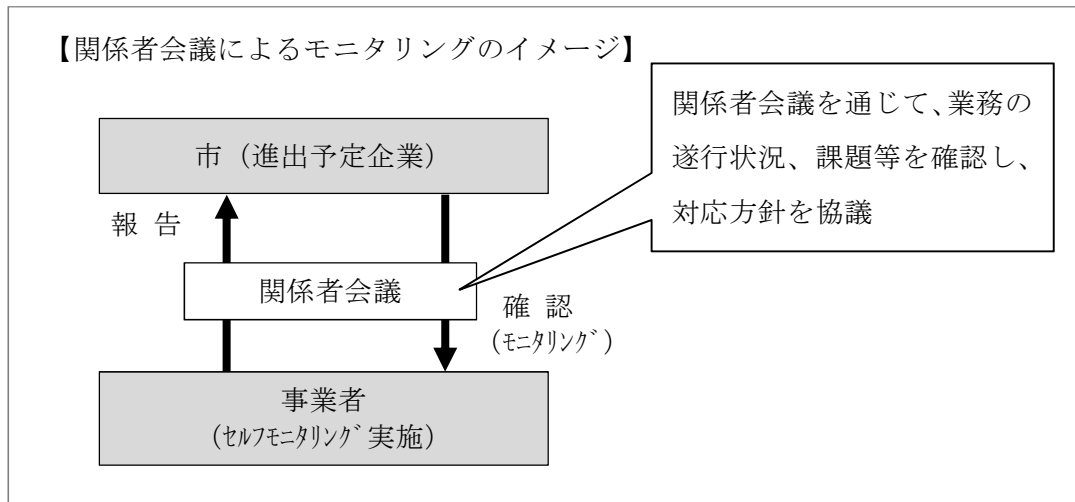 【関係者会議によるモニタリングのイメージ】
関係者会議を通じて、業務の
遂行状況、課題等を確認し、
対応方針を協議
市（進出予定企業）
報 告
関係者会議
確 認
（ﾓﾆﾀﾘﾝｸﾞ）
事業者
（ｾﾙﾌﾓﾆﾀﾘﾝｸﾞ実施）